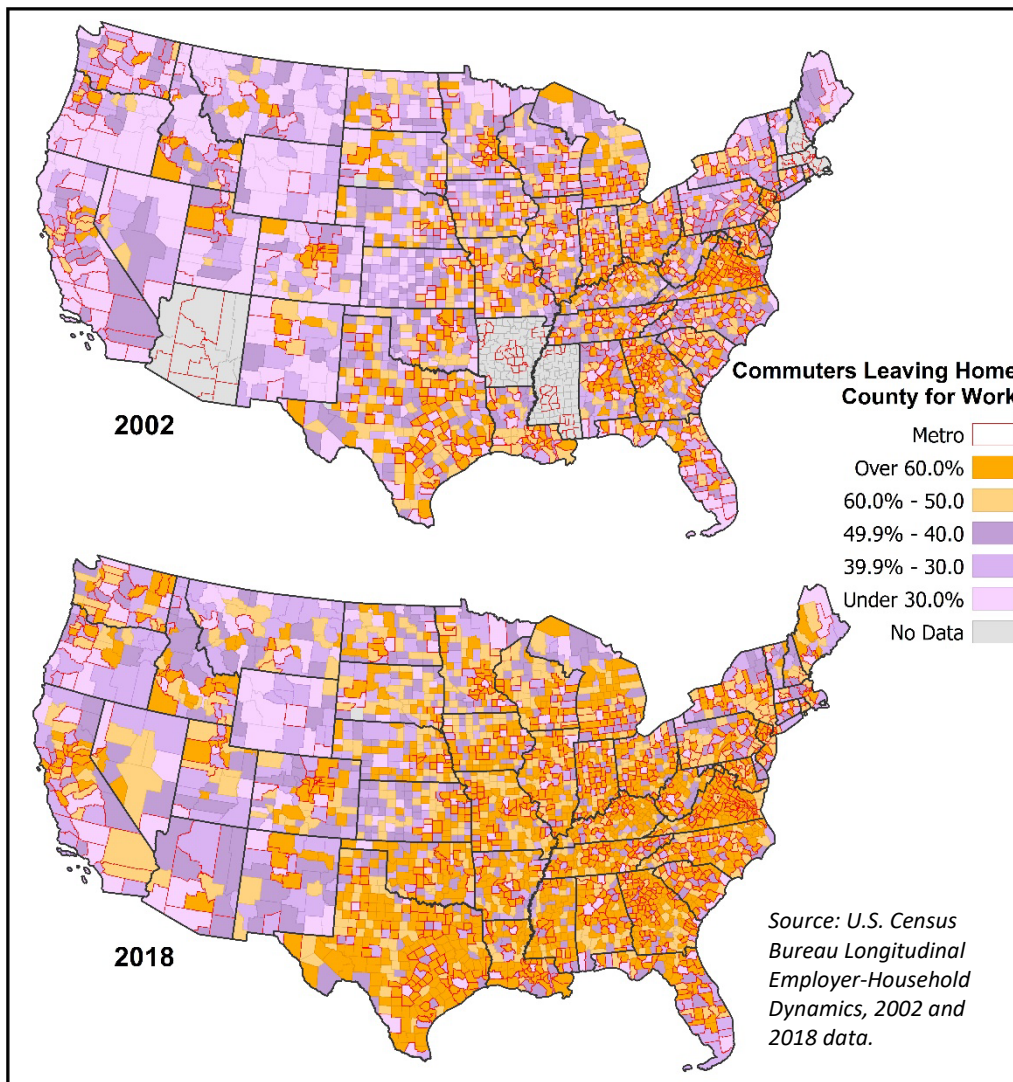 2002
Commuters Leaving Home
County for Work
Metro
Over 60.0%
60.0% - 50.0
49.9% - 40.0
39.9% - 30.0
Under 30.0%
No Data
2018
Source: U.S. Census
Bureau Longitudinal
Employer-Household
Dynamics, 2002 and
2018 data.